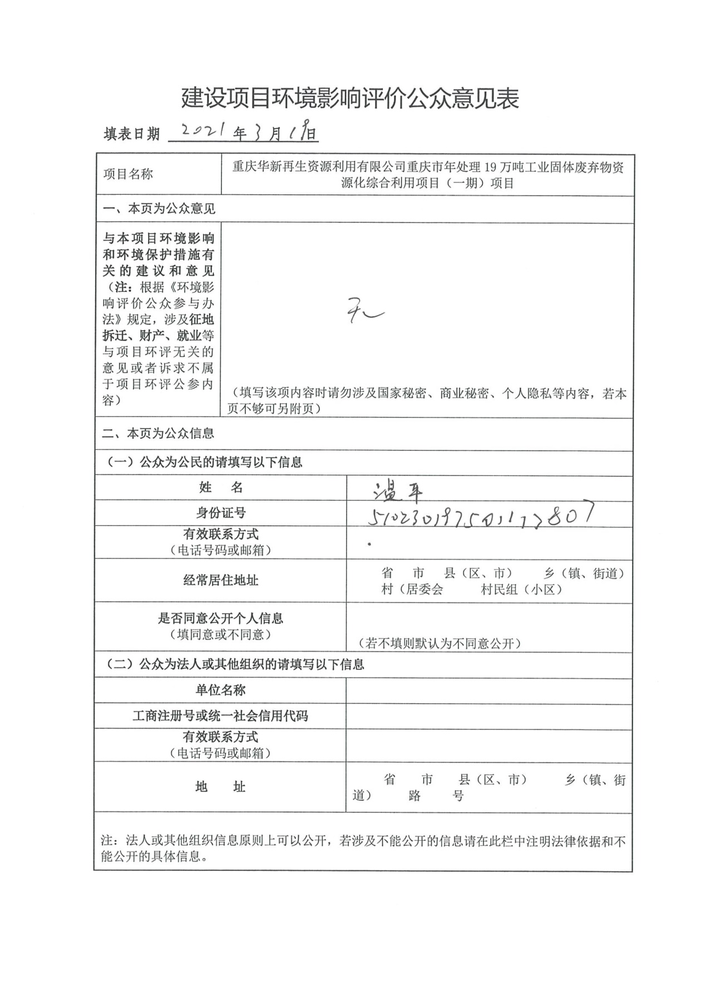 建设项目环境影响评价公众意见表
填表日期 2021年3月19日
项目名称
重庆华新再生资源利用有限公司重庆市年处理 19 万吨工业固体废弃物资
源化综合利用项目（一期）项目
一、本页为公众意见
与本项目环境影响
和环境保护措施有
关的建议和意见
（注：根据《环境影
响评价公众参与办
法》规定，涉及征地
拆迁、财产、就业等
与项目环评无关的
意见或者诉求不属
于项目环评公参内
容）
无
（填写该项内容时请勿涉及国家秘密、商业秘密、个人隐私等内容，若本
页不够可另附页）
二、本页为公众信息
（一）公众为公民的请填写以下信息
姓 名
温平
身份证号
有效联系方式
（电话号码或邮箱）
经常居住地址
省 市 县（区、市） 乡（镇、街道）
村（居委会 村民组（小区）
是否同意公开个人信息
（填同意或不同意）
（若不填则默认为不同意公开）
（二）公众为法人或其他组织的请填写以下信息
单位名称
工商注册号或统一社会信用代码
有效联系方式
（电话号码或邮箱）
地 址
省 市 县（区、市） 乡（镇、街
道） 路 号
注：法人或其他组织信息原则上可以公开，若涉及不能公开的信息请在此栏中注明法律依据和不
能公开的具体信息。